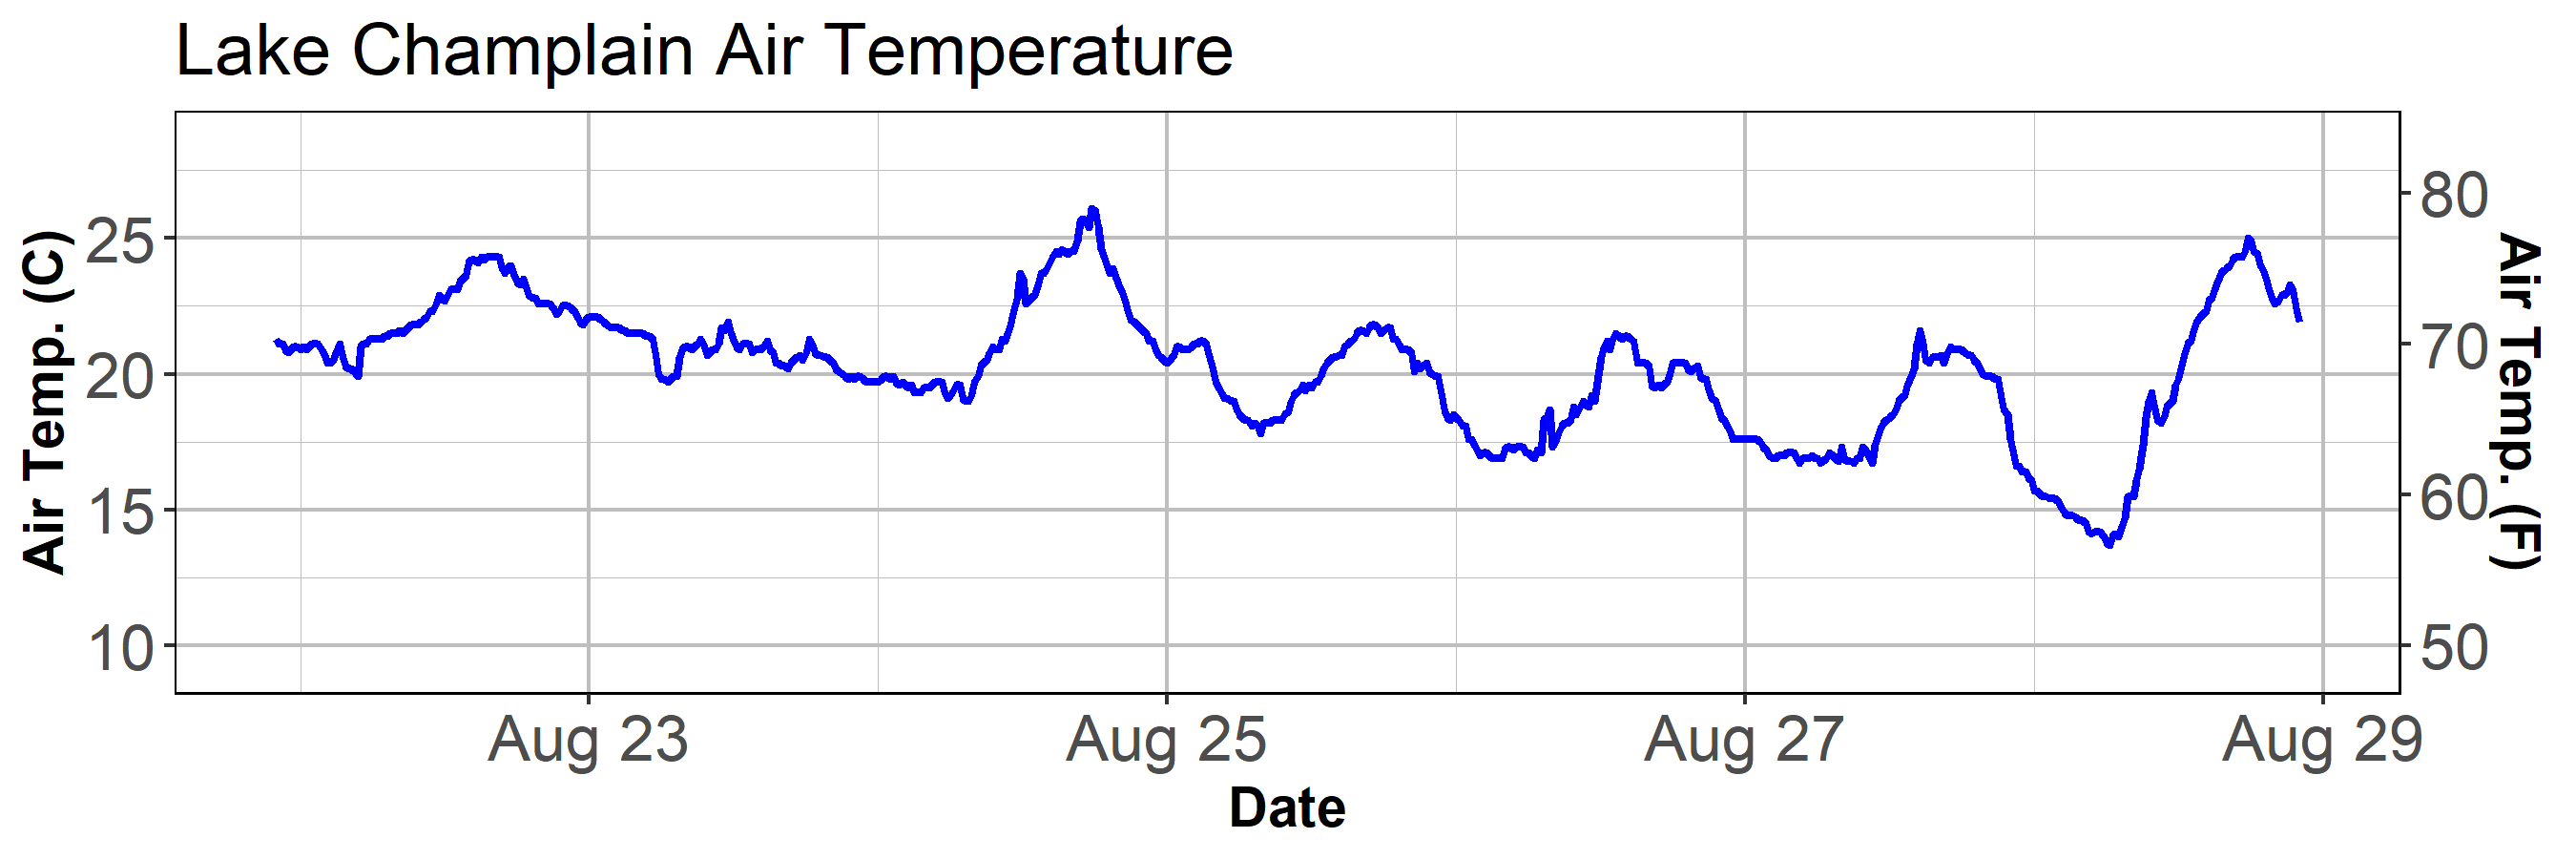 Lake Champlain Air Temperature
Air Temp. (C)
25
20
15
10
80
70
60
50
Air Temp. (F)
Aug 23
Aug 25
Aug 27
Aug 29
Date